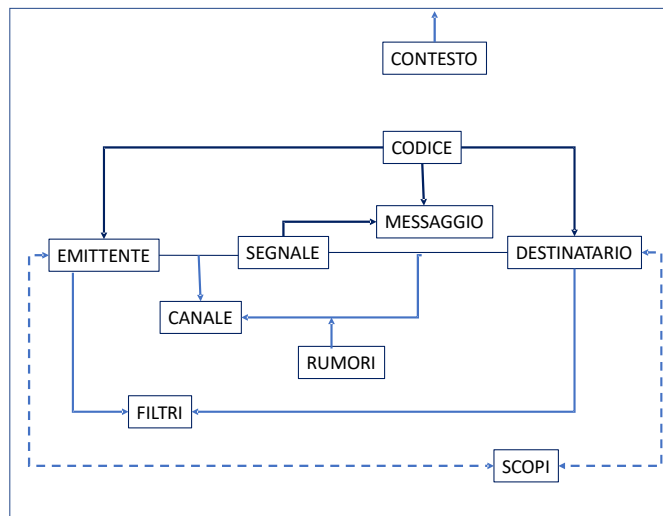 CONTESTO
CODICE
MESSAGGIO
EMITTENTE
SEGNALE
DESTINATARIO
CANALE
RUMORI
FILTRI
SCOPI